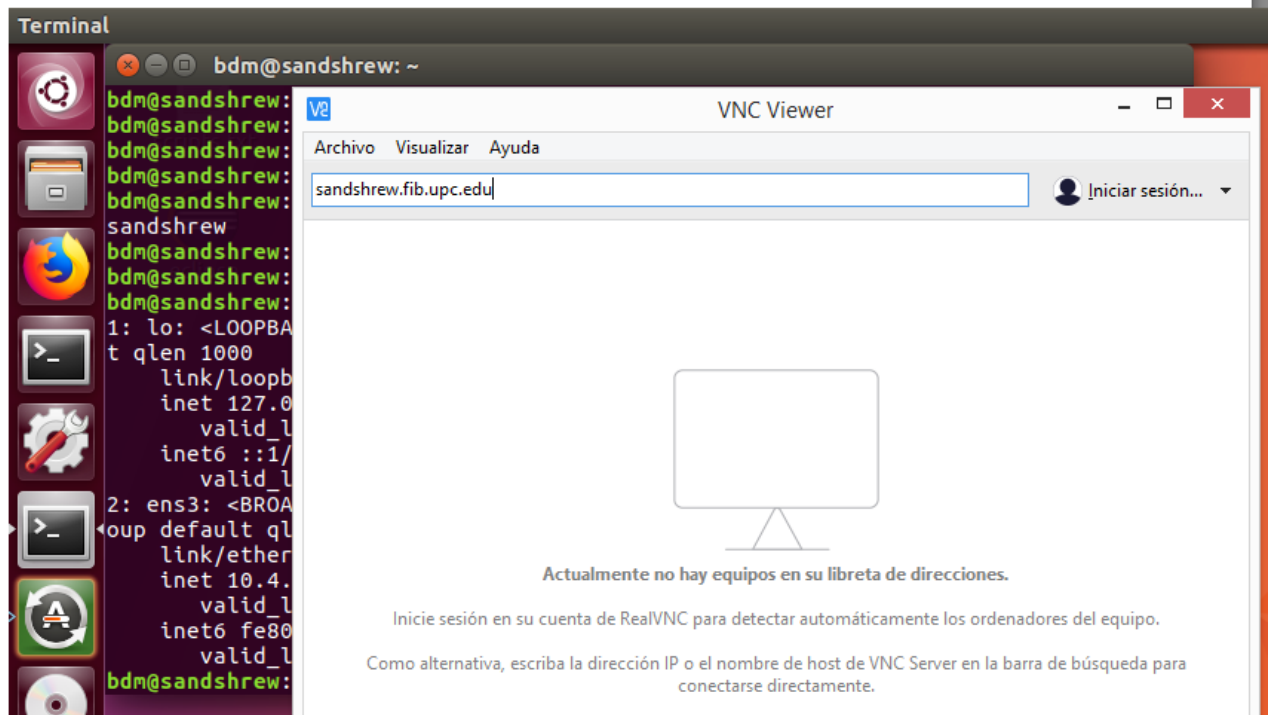 Terminal
bdm@sandshrew: ~
bdm@sandshrew:
bdm@sandshrew:
bdm@sandshrew:
bdm@sandshrew:
bdm@sandshrew:
sandshrew
bdm@sandshrew:
bdm@sandshrew:
bdm@sandshrew:
1: lo: <LOOPBA
t qlen 1000
link/loopb
inet 127.0
valid_l
inet6 ::1/
valid_l
2: ens3: <BROA
oup default ql
link/ether
inet 10.4.
valid_l
inet6 fe80
valid_l
bdm@sandshrew:
VNC Viewer
Archivo Visualizar Ayuda
sandshrew.fib.upc.edu
Iniciar sesión...
Actualmente no hay equipos en su libreta de direcciones.
Inicie sesión en su cuenta de RealVNC para detectar automáticamente los ordenadores del equipo.
Como alternativa, escriba la dirección IP o el nombre de host de VNC Server en la barra de búsqueda para
conectarse directamente.